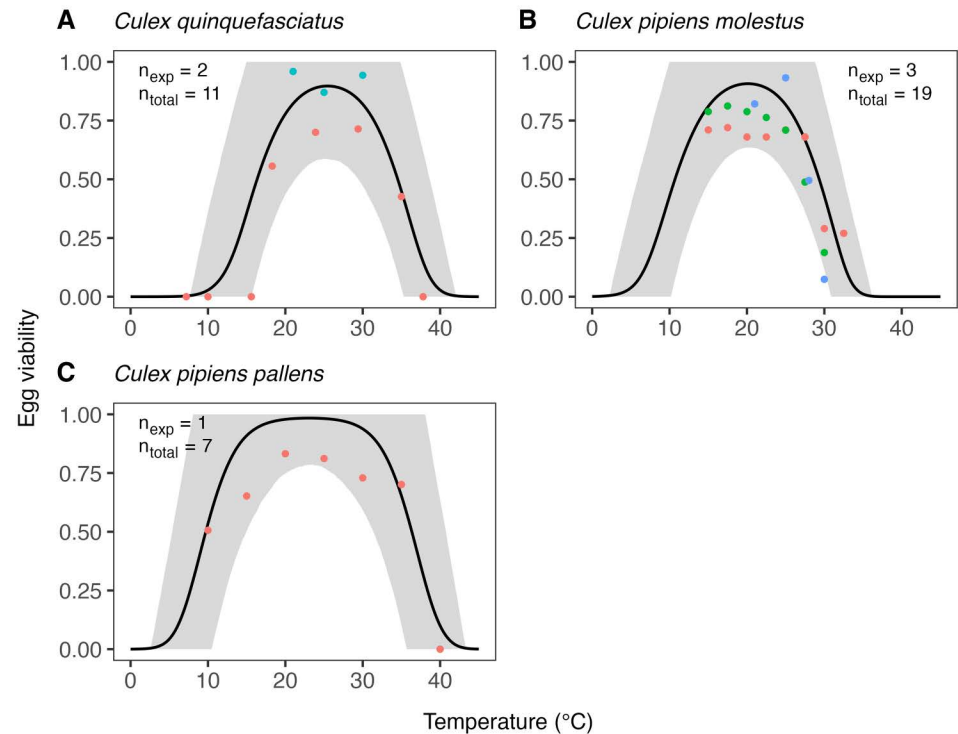 A Culex quinquefasciatus
B Culex pipiens molestus
1.00
0.75
0.50
0.25
0.00
n_exp = 2
n_total = 11
0 10 20 30 40
1.00
0.75
0.50
0.25
0.00
n_exp = 3
n_total = 19
0 10 20 30 40
Egg viability
C Culex pipiens pallens
1.00
0.75
0.50
0.25
0.00
n_exp = 1
n_total = 7
0 10 20 30 40
Temperature (°C)